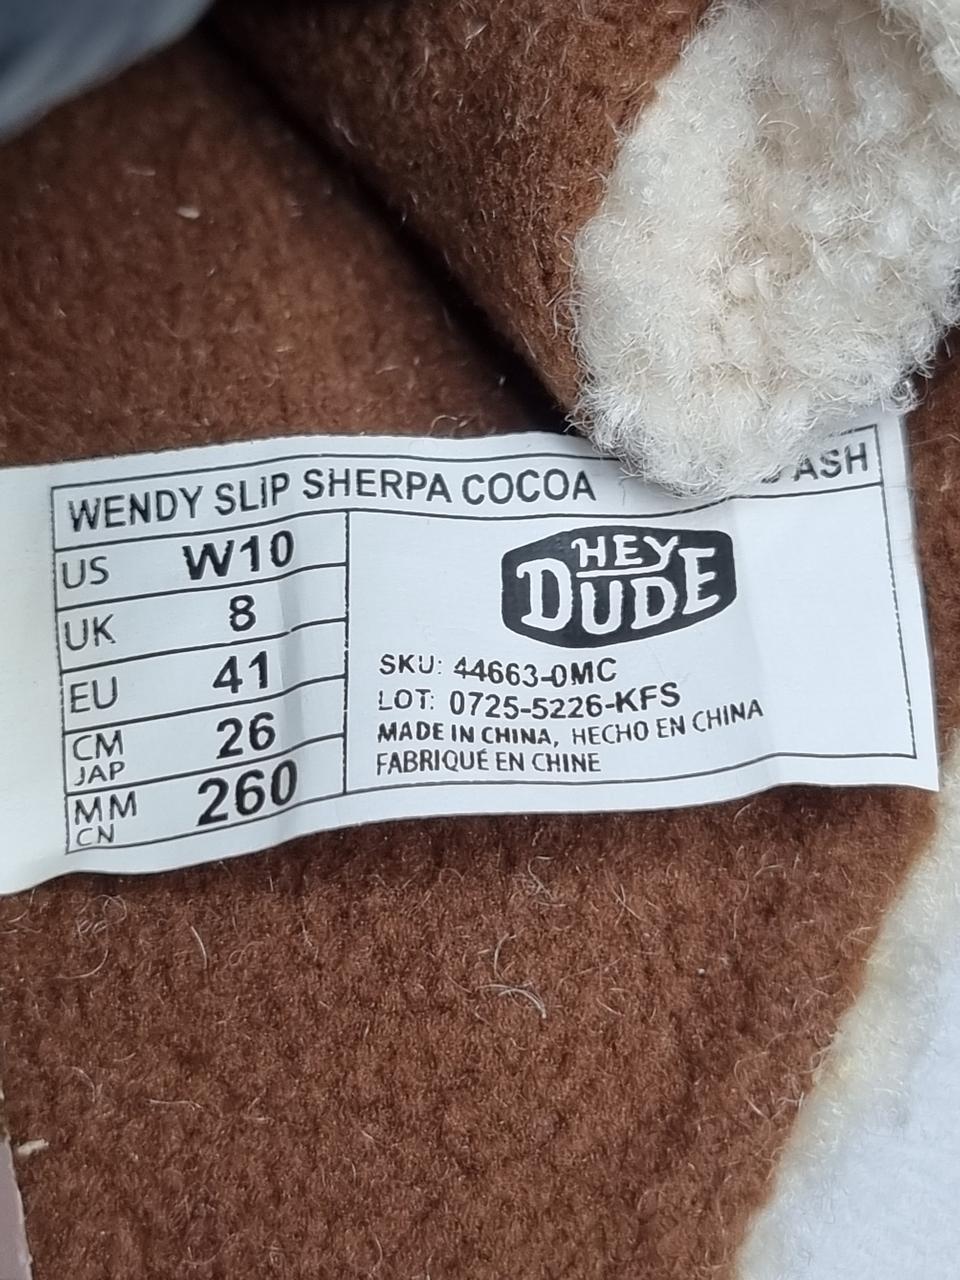 WENDY SLIP SHERPA COCOA ASH
US W10
UK 8
EU 41
CM JAP 26
MM CN 260
HEY
DUDE
SKU: 44663-0MC
LOT: 0725-5226-KFS
MADE IN CHINA, HECHO EN CHINA
FABRIQUÉ EN CHINE